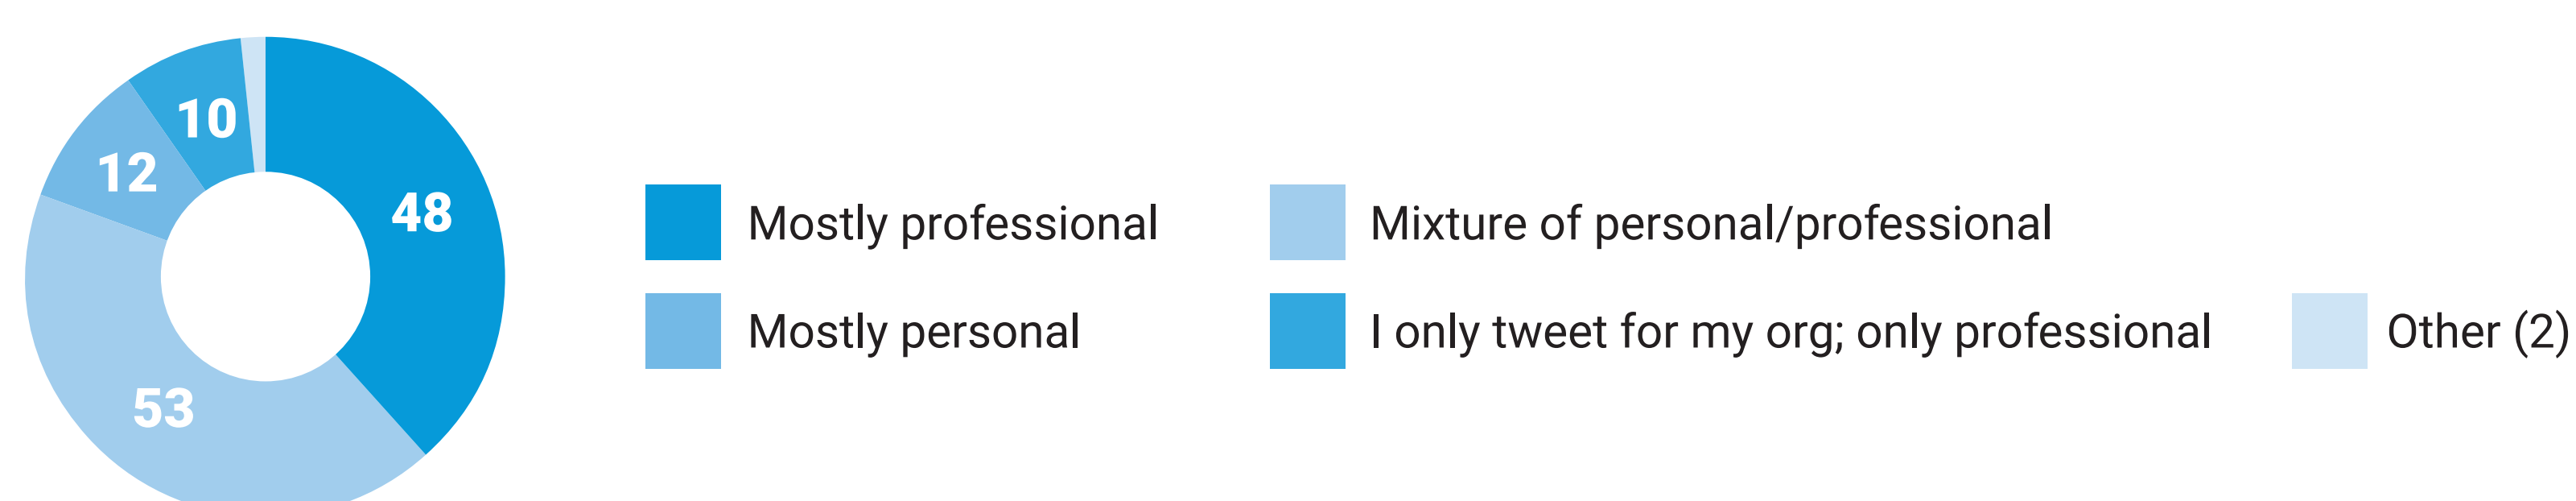 10
12
48
53
Mostly professional
Mixture of personal/professional
Mostly personal
I only tweet for my org; only professional
Other (2)